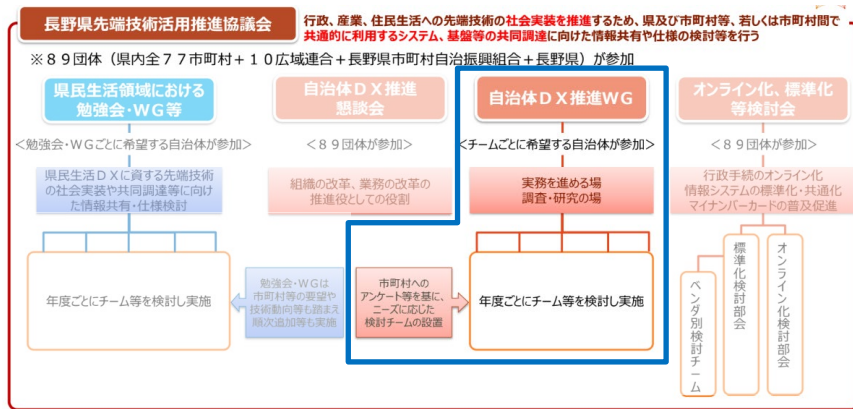 長野県先端技術活用推進協議会
行政、産業、住民生活への先端技術の社会実装を推進するため、県及び市町村等、若しくは市町村間で
共通的に利用するシステム、基盤等の共同調達に向けた情報共有や仕様の検討等を行う
※８９団体（県内全７７市町村＋１０広域連合＋長野県市町村自治振興組合＋長野県）が参加
県民生活領域における
勉強会・WG等
＜勉強会・WGごとに希望する自治体が参加＞
県民生活ＤＸに資する先端技術
の社会実装や共同調達等に向け
た情報共有・仕様検討
年度ごとにチーム等を検討し実施
勉強会・WGは
市町村等の要望や
技術動向等も踏まえ
順次追加等も実施
自治体ＤＸ推進
懇談会
＜８９団体が参加＞
組織の改革、業務の改革の
推進役としての役割
自治体ＤＸ推進WG
＜チームごとに希望する自治体が参加＞
実務を進める場
調査・研究の場
市町村への
アンケート等を基に、
ニーズに応じた
検討チームの設置
年度ごとにチーム等を検討し実施
オンライン化、標準化
等検討会
＜８９団体が参加＞
行政手続のオンライン化
情報システムの標準化・共通化
マイナンバーカードの普及促進
オンライン化検討部会
標準化検討部会
ベンダ別検討チーム